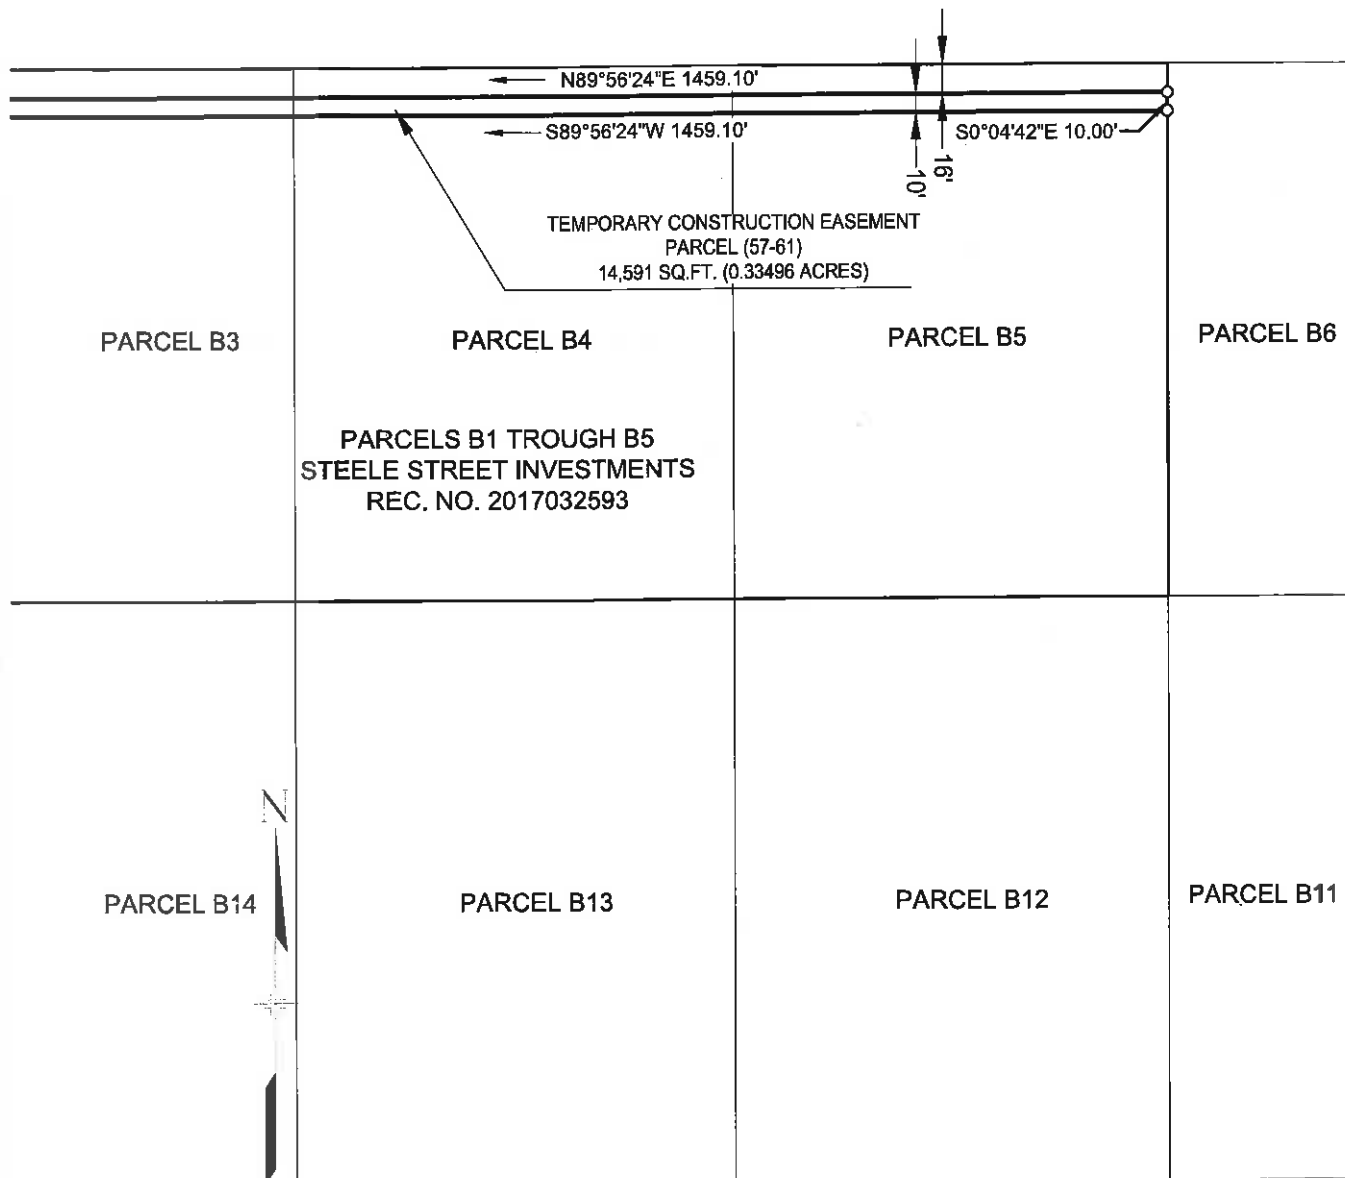 N89°56'24"E 1459.10'
S89°56'24"W 1459.10'
S0°04'42"E 10.00'
16'
10'
TEMPORARY CONSTRUCTION EASEMENT
PARCEL (57-61)
14,591 SQ.FT. (0.33496 ACRES)
PARCEL B3
PARCEL B4
PARCEL B5
PARCEL B6
PARCELS B1 TROUGH B5
STEELE STREET INVESTMENTS
REC. NO. 2017032593
N
PARCEL B14
PARCEL B13
PARCEL B12
PARCEL B11